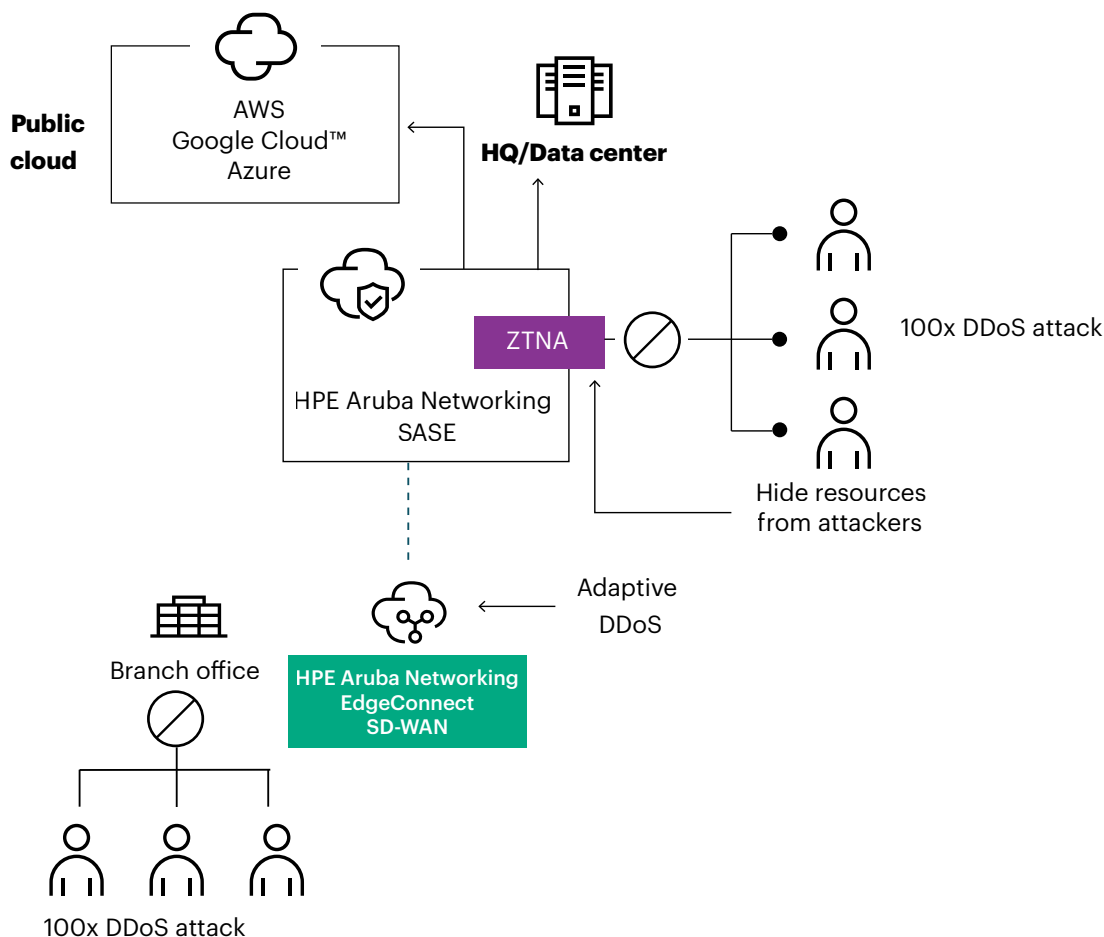 Public
cloud
AWS
Google Cloud™
Azure
HQ/Data center
ZTNA
HPE Aruba Networking
SASE
100x DDoS attack
Hide resources
from attackers
Adaptive
DDoS
Branch office
HPE Aruba Networking
EdgeConnect
SD-WAN
100x DDoS attack